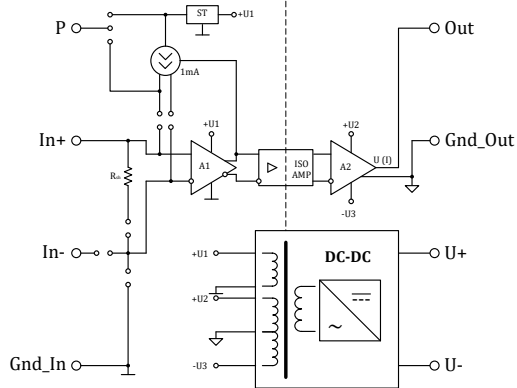 P
ST
+U1
Out
1mA
In+
+U1
+U2
Gnd_Out
A1
ISO
AMP
A2
U (I)
-U3
In-
+U1
DC-DC
U+
+U2
Gnd_In
-U3
U-